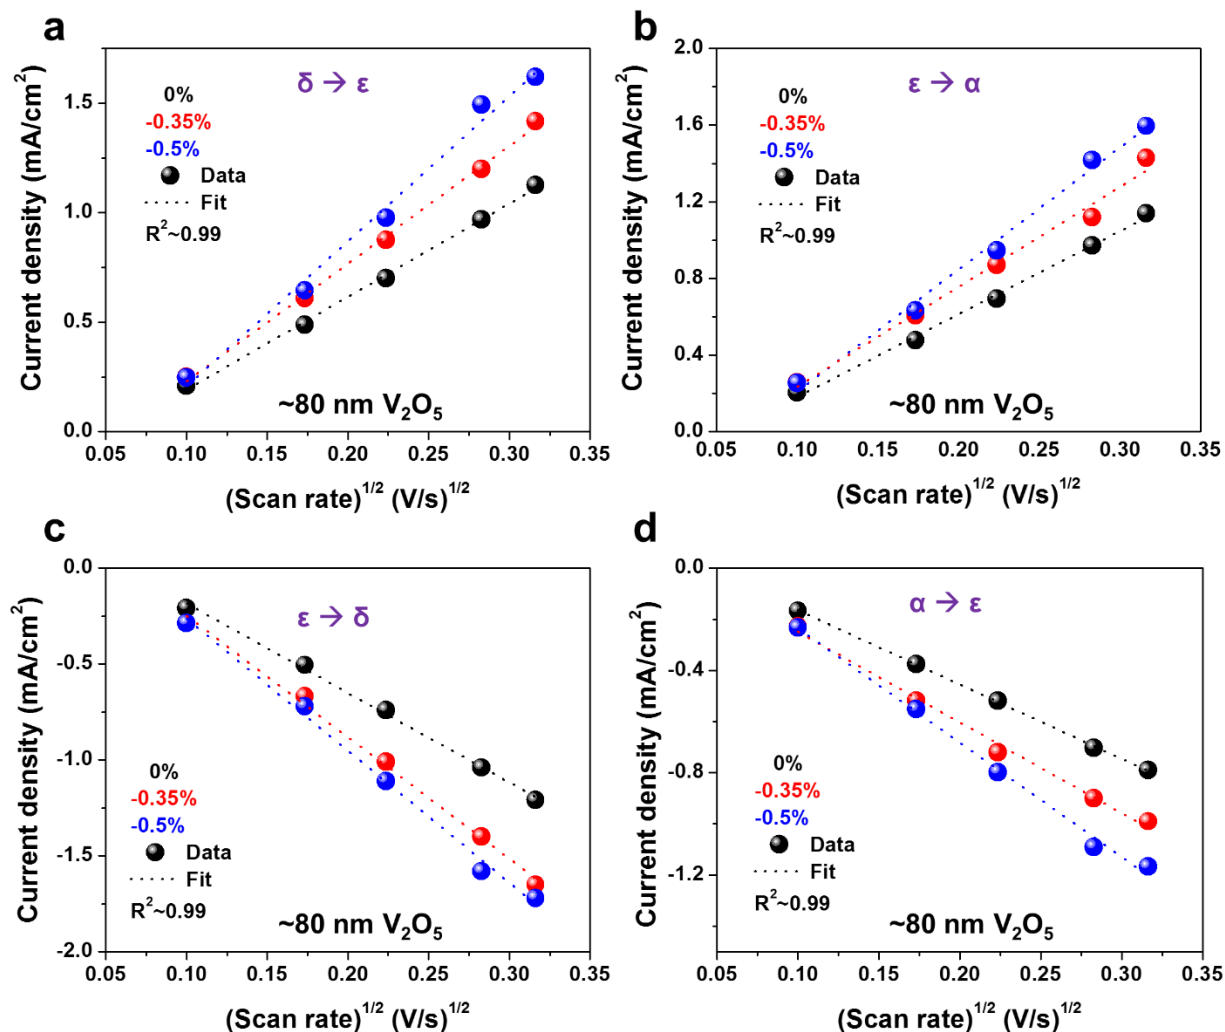 a
Current density (mA/cm²)
1.5
1.0
0.5
0.0
δ → ε
0%
-0.35%
-0.5%
Data
Fit
R²~0.99
~80 nm V₂O₅
0.05 0.10 0.15 0.20 0.25 0.30 0.35
(Scan rate)^1/2 (V/s)^1/2
b
Current density (mA/cm²)
2.0
1.6
1.2
0.8
0.4
0.0
ε → α
0%
-0.35%
-0.5%
Data
Fit
R²~0.99
~80 nm V₂O₅
0.05 0.10 0.15 0.20 0.25 0.30 0.35
(Scan rate)^1/2 (V/s)^1/2
c
Current density (mA/cm²)
0.0
-0.5
-1.0
-1.5
-2.0
ε → δ
0%
-0.35%
-0.5%
Data
Fit
R²~0.99
~80 nm V₂O₅
0.05 0.10 0.15 0.20 0.25 0.30 0.35
(Scan rate)^1/2 (V/s)^1/2
d
Current density (mA/cm²)
0.0
-0.4
-0.8
-1.2
α → ε
0%
-0.35%
-0.5%
Data
Fit
R²~0.99
~80 nm V₂O₅
0.05 0.10 0.15 0.20 0.25 0.30 0.35
(Scan rate)^1/2 (V/s)^1/2